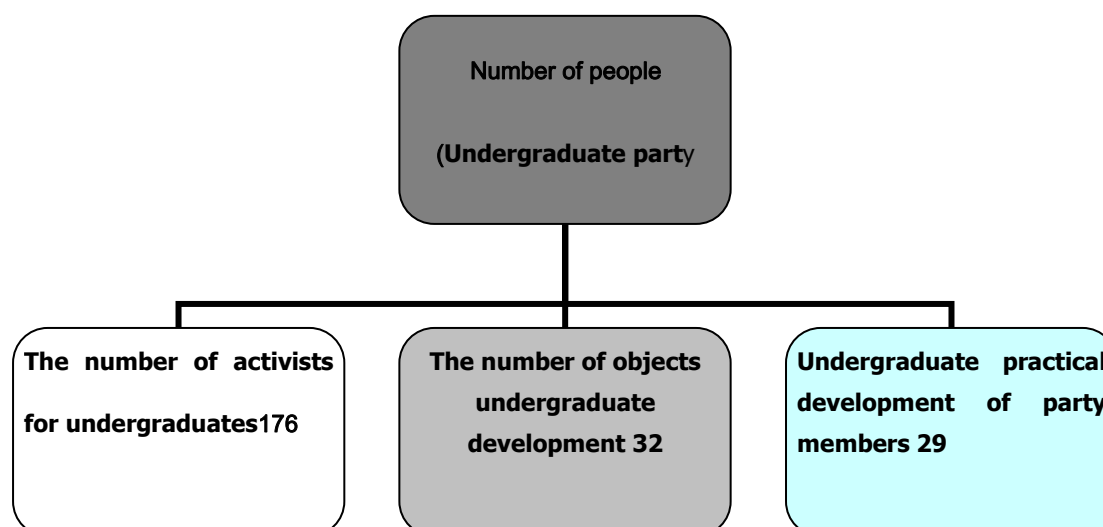 Number of people
(Undergraduate party
The number of activists
for undergraduates176
The number of objects
undergraduate
development 32
Undergraduate practical
development of party
members 29